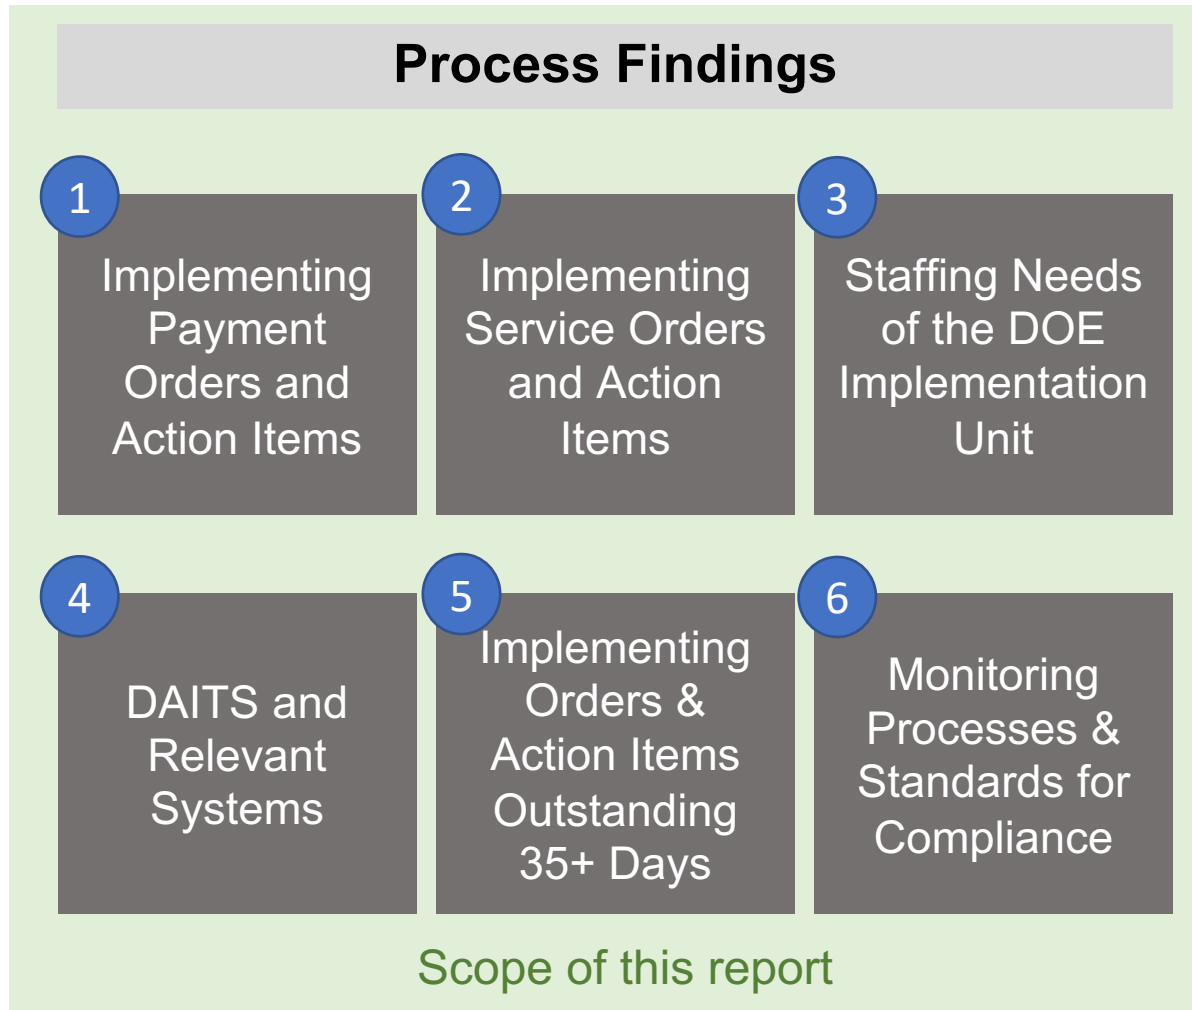 Process Findings
1
Implementing
Payment
Orders and
Action Items
2
Implementing
Service Orders
and Action
Items
3
Staffing Needs
of the DOE
Implementation
Unit
4
DAITS and
Relevant
Systems
5
Implementing
Orders &
Action Items
Outstanding
35+ Days
6
Monitoring
Processes &
Standards for
Compliance
Scope of this report